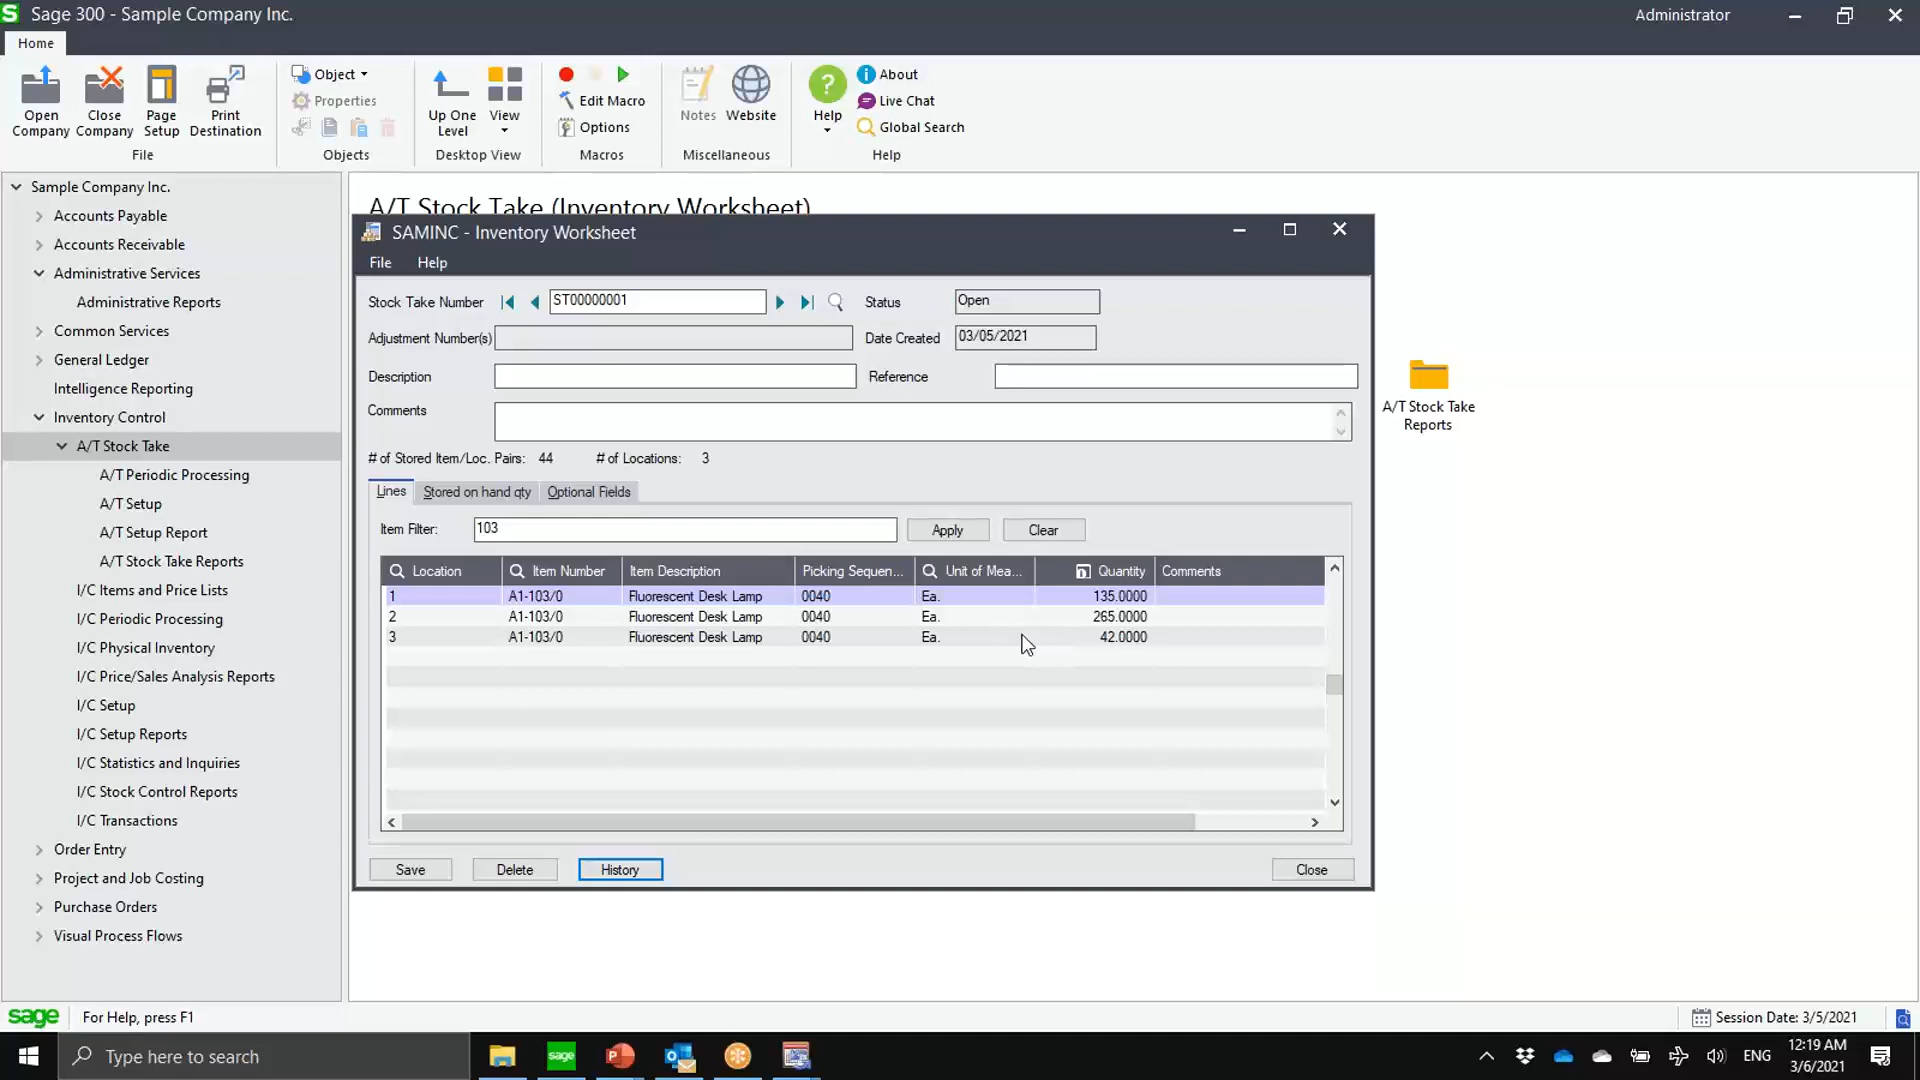 Sage 300 - Sample Company Inc.
Administrator
Home
Open Company
Close Company
Page Setup
Print Destination
File
Object
Properties
Objects
Up One Level
View
Desktop View
Edit Macro
Options
Macros
Notes
Website
Miscellaneous
Help
About
Live Chat
Global Search
Help
Sample Company Inc.
Accounts Payable
Accounts Receivable
Administrative Services
Administrative Reports
Common Services
General Ledger
Intelligence Reporting
Inventory Control
A/T Stock Take
A/T Periodic Processing
A/T Setup
A/T Setup Report
A/T Stock Take Reports
I/C Items and Price Lists
I/C Periodic Processing
I/C Physical Inventory
I/C Price/Sales Analysis Reports
I/C Setup
I/C Setup Reports
I/C Statistics and Inquiries
I/C Stock Control Reports
I/C Transactions
Order Entry
Project and Job Costing
Purchase Orders
Visual Process Flows
A/T Stock Take (Inventory Worksheet)
SAMINC - Inventory Worksheet
File Help
Stock Take Number ST00000001 Status Open
Adjustment Number(s) Date Created 03/05/2021
Description Reference
Comments
# of Stored Item/Loc. Pairs: 44 # of Locations: 3
Lines Stored on hand qty Optional Fields
Item Filter: 103 Apply Clear
Location Item Number Item Description Picking Sequen... Unit of Mea... Quantity Comments
1 A1-103/0 Fluorescent Desk Lamp 0040 Ea. 135.0000
2 A1-103/0 Fluorescent Desk Lamp 0040 Ea. 265.0000
3 A1-103/0 Fluorescent Desk Lamp 0040 Ea. 42.0000
Save Delete History Close
A/T Stock Take
Reports
sage For Help, press F1 Session Date: 3/5/2021
Type here to search
sage
ENG
12:19 AM
3/6/2021